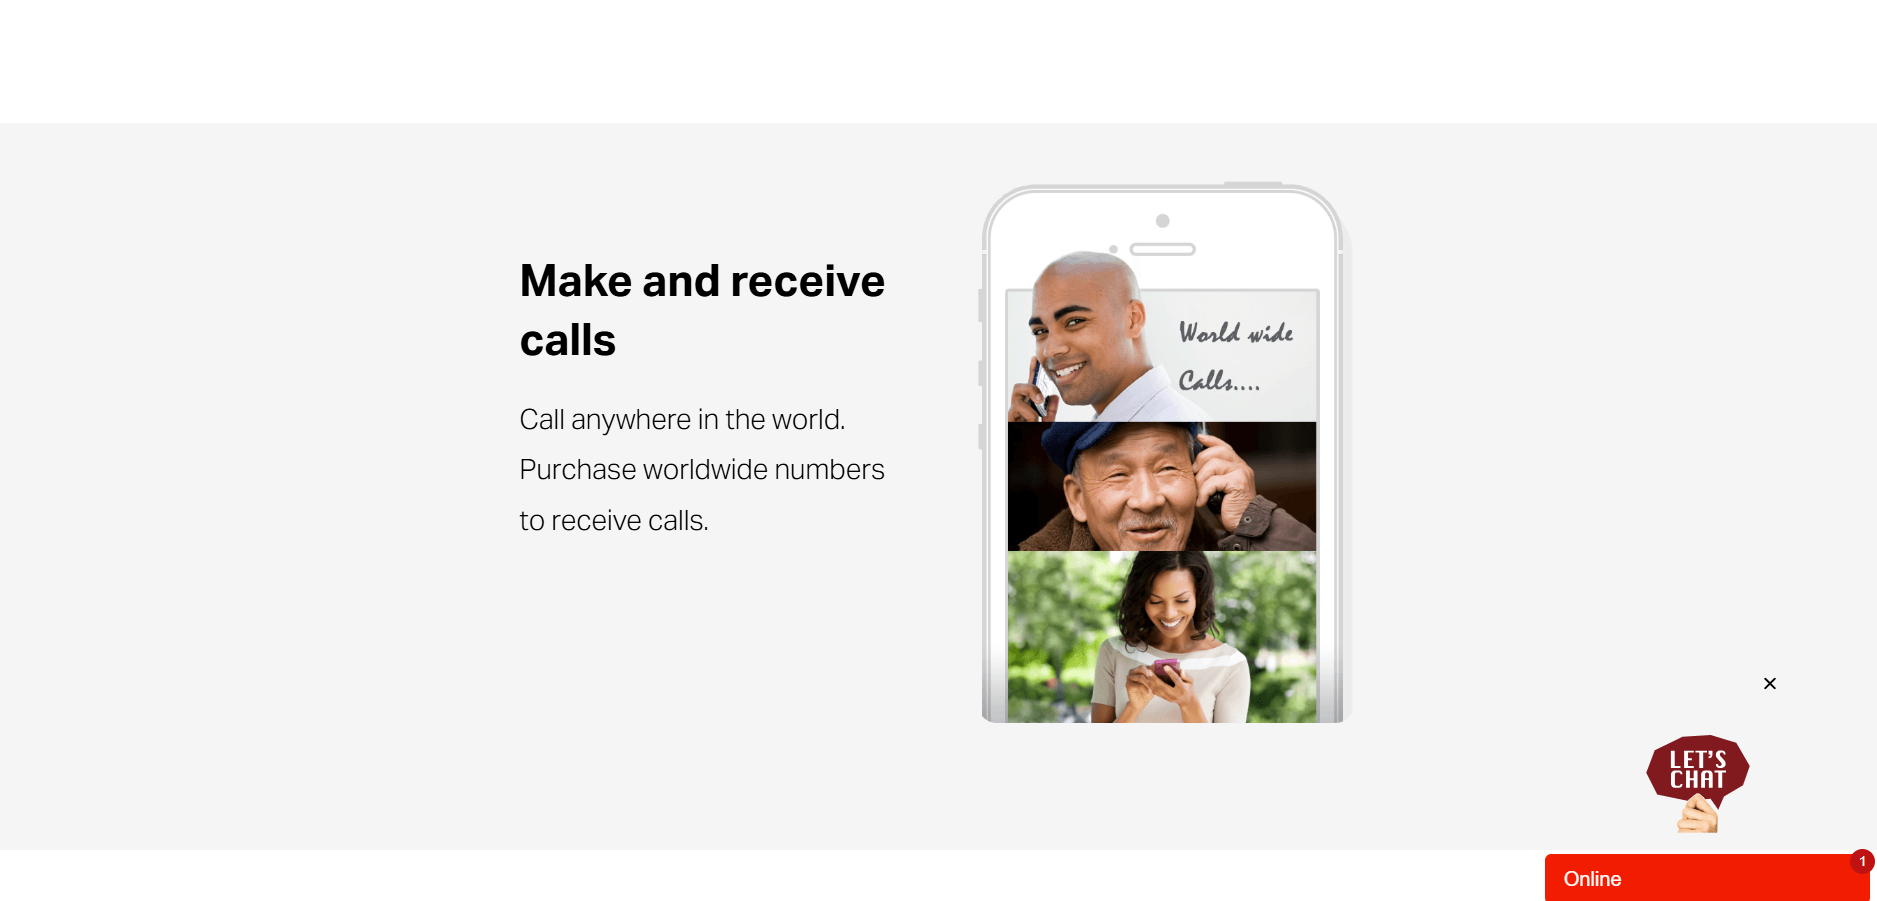 Make and receive
calls
Call anywhere in the world.
Purchase worldwide numbers
to receive calls.
World wide
Calls....
LET'S
CHAT
1
Online